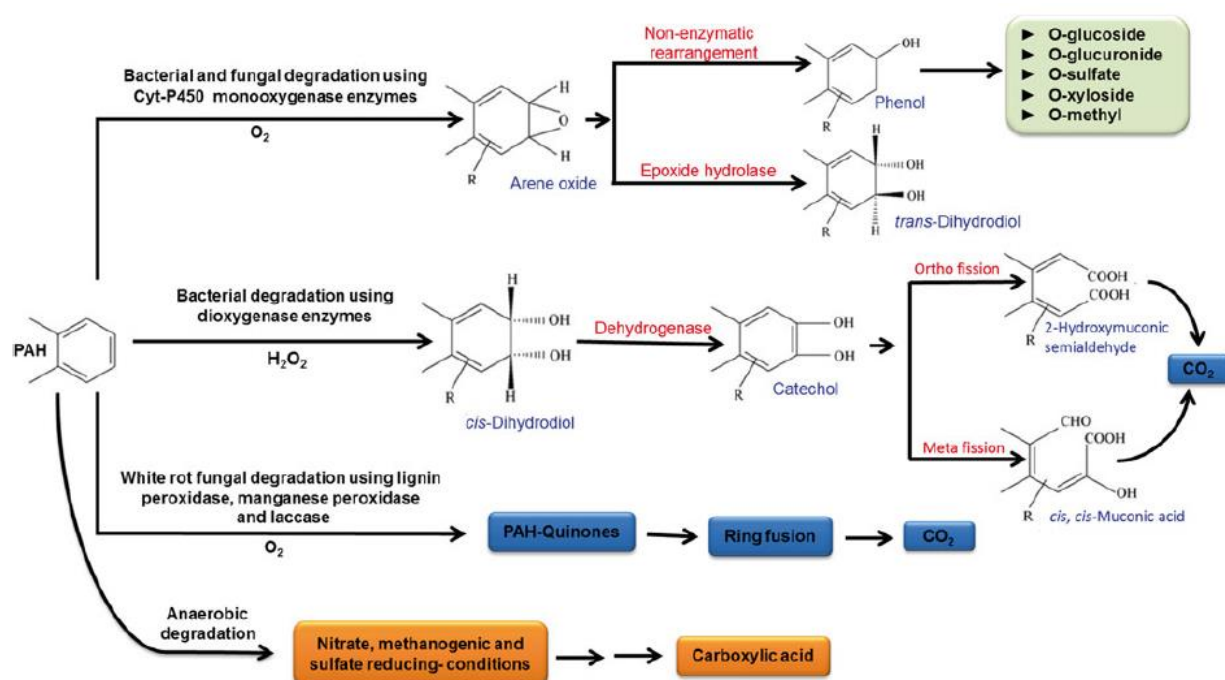 Bacterial and fungal degradation using
Cyt-P450 monooxygenase enzymes
O₂
H
O
H
R
Arene oxide
Non-enzymatic
rearrangement
OH
R
Phenol
► O-glucoside
► O-glucuronide
► O-sulfate
► O-xyloside
► O-methyl
Epoxide hydrolase
H
OH
OH
R
H
trans-Dihydrodiol
PAH
Bacterial degradation using
dioxygenase enzymes
H₂O₂
H
OH
OH
R
H
cis-Dihydrodiol
Dehydrogenase
OH
OH
R
Catechol
Ortho fission
COOH
COOH
R
2-Hydroxymuconic
semialdehyde
CO₂
Meta fission
CHO
COOH
OH
R
cis, cis-Muconic acid
White rot fungal degradation using lignin
peroxidase, manganese peroxidase
and laccase
O₂
PAH-Quinones
Ring fusion
CO₂
Anaerobic
degradation
Nitrate, methanogenic and
sulfate reducing- conditions
Carboxylic acid